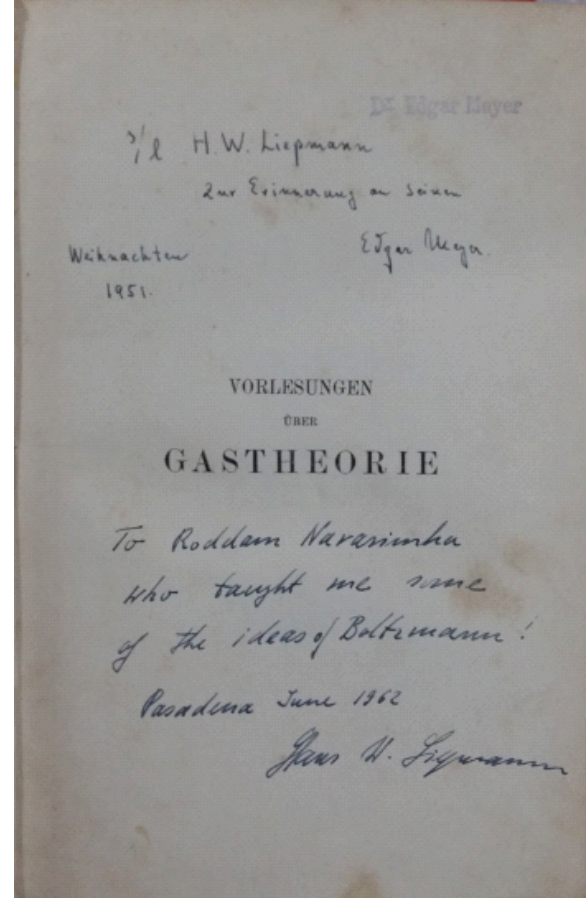 Dr. Edgar Meyer
s/l H.W. Liepmann
zur Erinnerung an seinen
Edgar Meyer.
Weihnachten
1951.
VORLESUNGEN
ÜBER
GASTHEORIE
To Roddam Narasimha
who taught me some
of the ideas of Boltzmann!
Pasadena June 1962
Hans W. Liepmann